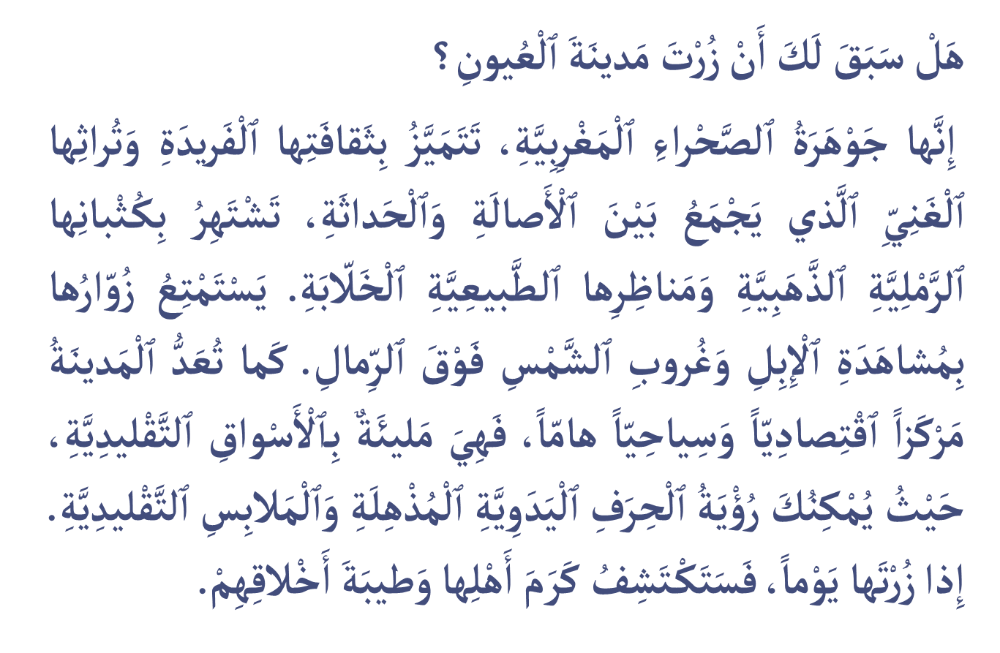 هَلْ سَبَقَ لَكَ أَنْ زُرْتَ مَدينَةَ ٱلْعُيونِ ؟
إِنَّها جَوْهَرَةُ ٱلصَّحْراءِ ٱلْمَغْرِبِيَّةِ، تَتَمَيَّزُ بِثَقافَتِها ٱلْفَريدَةِ وَتُراثِها
ٱلْغَنِيِّ ٱلَّذي يَجْمَعُ بَيْنَ ٱلْأَصالَةِ وَٱلْحَداثَةِ، تَشْتَهِرُ بِكُثْبانِها
ٱلرَّمْلِيَّةِ ٱلذَّهَبِيَّةِ وَمَناظِرِها ٱلطَّبيعِيَّةِ ٱلْخَلّابَةِ. يَسْتَمْتِعُ زُوّارُها
بِمُشاهَدَةِ ٱلْإِبِلِ وَغُروبِ ٱلشَّمْسِ فَوْقَ ٱلرِّمالِ. كَما تُعَدُّ ٱلْمَدينَةُ
مَرْكَزاً ٱقْتِصادِيّاً وَسِياحِيّاً هامّاً، فَهِيَ مَليئَةٌ بِٱلْأَسْواقِ ٱلتَّقْليدِيَّةِ،
حَيْثُ يُمْكِنُكَ رُؤْيَةُ ٱلْحِرَفِ ٱلْيَدَوِيَّةِ ٱلْمُذْهِلَةِ وَٱلْمَلابِسِ ٱلتَّقْليدِيَّةِ.
إِذا زُرْتَها يَوْماً، فَسَتَكْتَشِفُ كَرَمَ أَهْلِها وَطيبَةَ أَخْلاقِهِمْ.